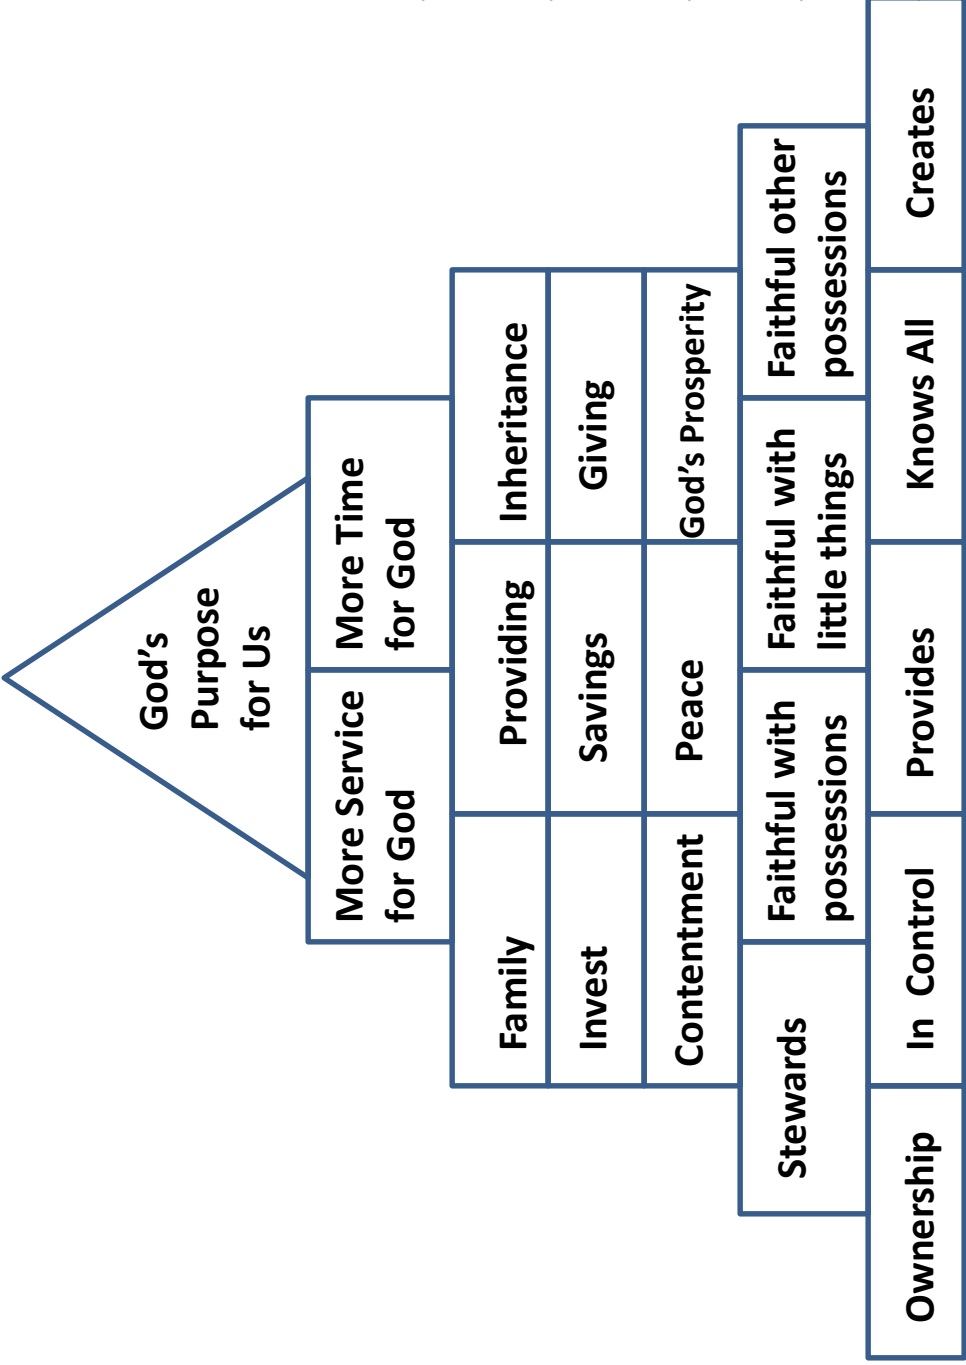 God's
Purpose
for Us
More Service
for God
More Time
for God
Family
Providing
Inheritance
Invest
Savings
Giving
Contentment
Peace
God's Prosperity
Stewards
Faithful with
possessions
Faithful with
little things
Faithful other
possessions
Ownership
In Control
Provides
Knows All
Creates